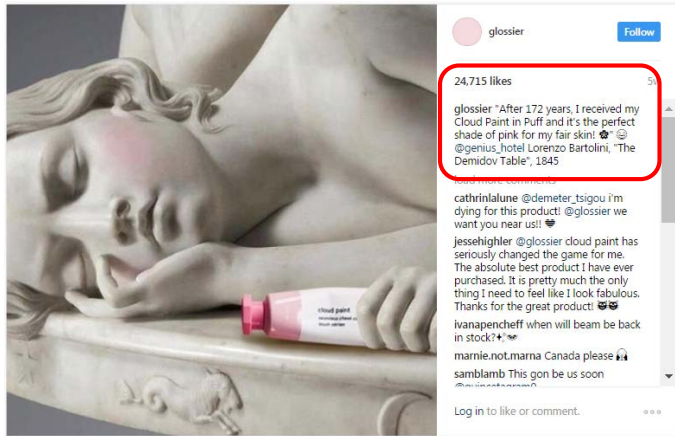 glossier
Follow
24,715 likes
glossier "After 172 years, I received my
Cloud Paint in Puff and it's the perfect
shade of pink for my fair skin! 🌸" 😂
@genius_hotel Lorenzo Bartolini, "The
Demidov Table", 1845
load more comments
cathrinlalune @demeter_tsigou i'm
dying for this product! @glossier we
want you near us!! 🖤
jessehighler @glossier cloud paint has
seriously changed the game for me.
The absolute best product I have ever
purchased. It is pretty much the only
thing I need to feel like I look fabulous.
Thanks for the great product!
ivanapencheff when will beam be back
in stock?
marnie.not.marna Canada please
samblamb This gon be us soon
Log in to like or comment.
cloud paint